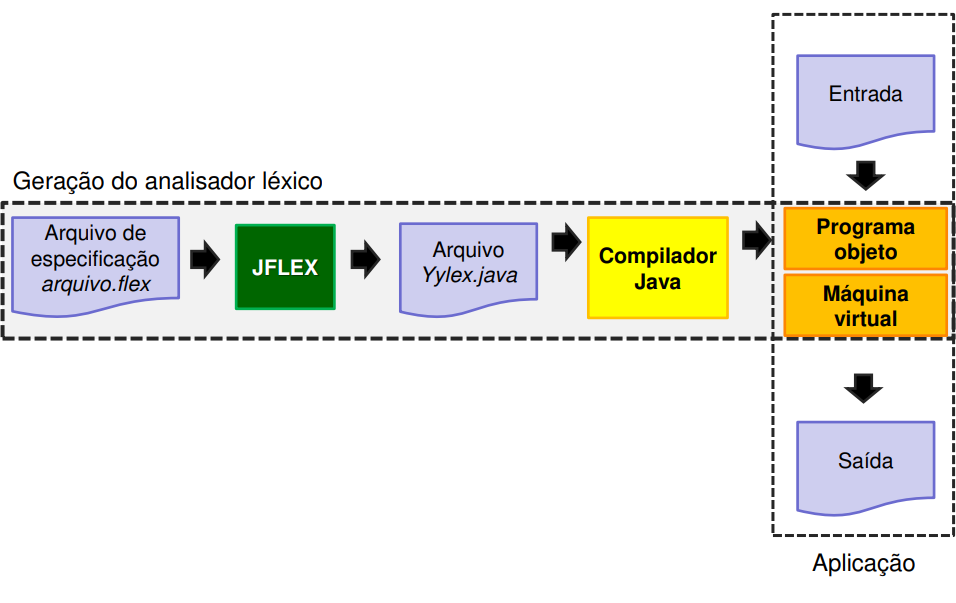 Entrada
Geração do analisador léxico
Arquivo de
especificação
arquivo.flex
JFLEX
Arquivo
Yylex.java
Compilador
Java
Programa
objeto
Máquina
virtual
Saída
Aplicação